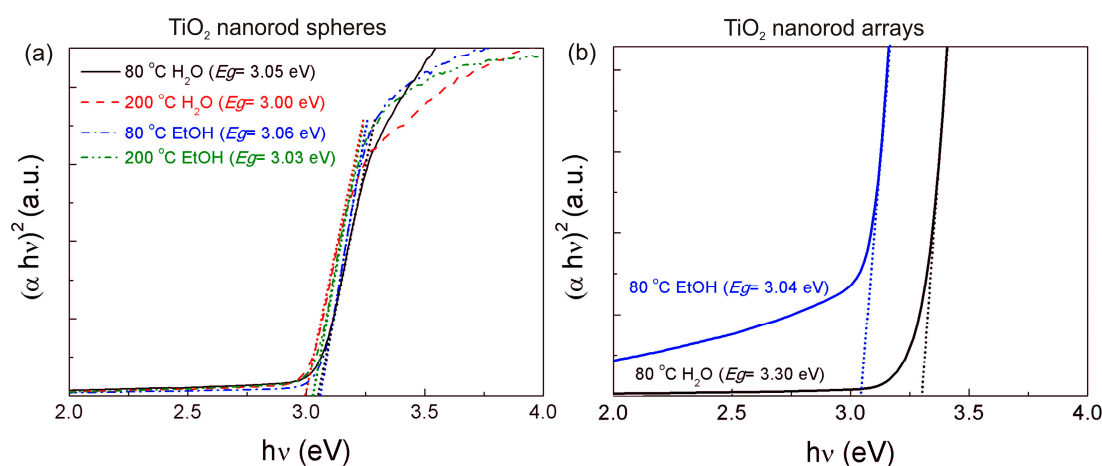 TiO₂ nanorod spheres
(a)
80 °C H₂O (Eg= 3.05 eV)
200 °C H₂O (Eg= 3.00 eV)
80 °C EtOH (Eg= 3.06 eV)
200 °C EtOH (Eg= 3.03 eV)
(α hν)² (a.u.)
2.0 2.5 3.0 3.5 4.0
hν (eV)
TiO₂ nanorod arrays
(b)
80 °C EtOH (Eg= 3.04 eV)
80 °C H₂O (Eg= 3.30 eV)
(α hν)² (a.u.)
2.0 2.5 3.0 3.5 4.0
hν (eV)